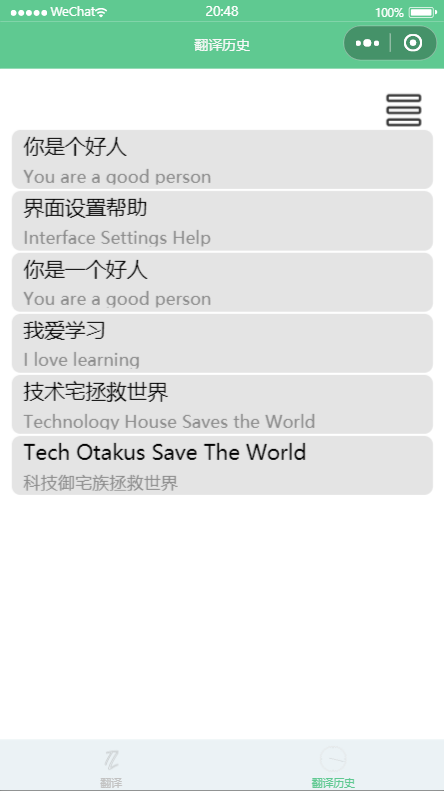 WeChat 20:48 100%
翻译历史
你是个好人
You are a good person
界面设置帮助
Interface Settings Help
你是一个好人
You are a good person
我爱学习
I love learning
技术宅拯救世界
Technology House Saves the World
Tech Otakus Save The World
科技御宅族拯救世界
翻译 翻译历史